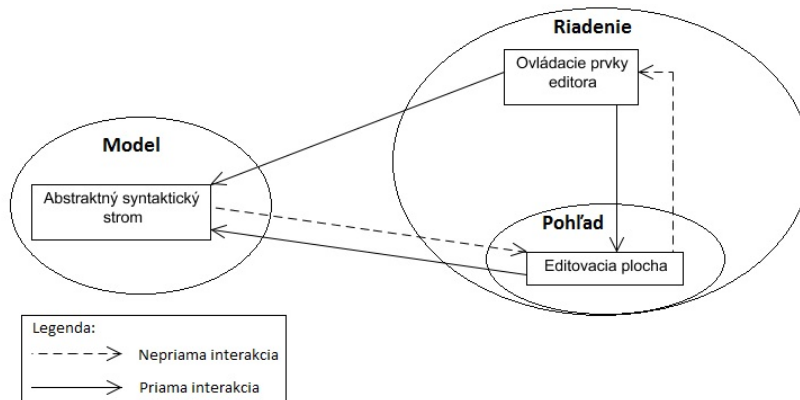 Riadenie
Ovládacie prvky
editora
Model
Abstraktný syntaktický
strom
Pohľad
Editovacia plocha
Legenda:
Nepriama interakcia
Priama interakcia